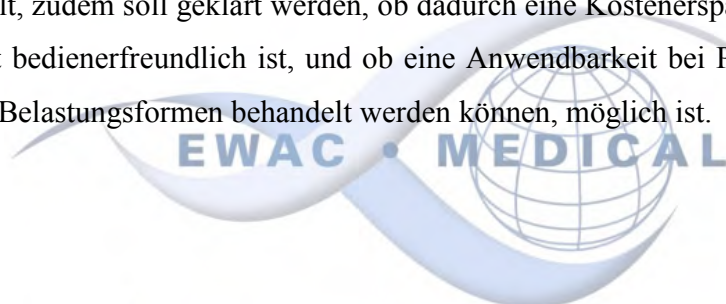 lt, zudem soll geklärt werden, ob dadurch eine Kostenerspa
t bedienerfreundlich ist, und ob eine Anwendbarkeit bei P
Belastungsformen behandelt werden können, möglich ist.
EWAC • MEDICAL